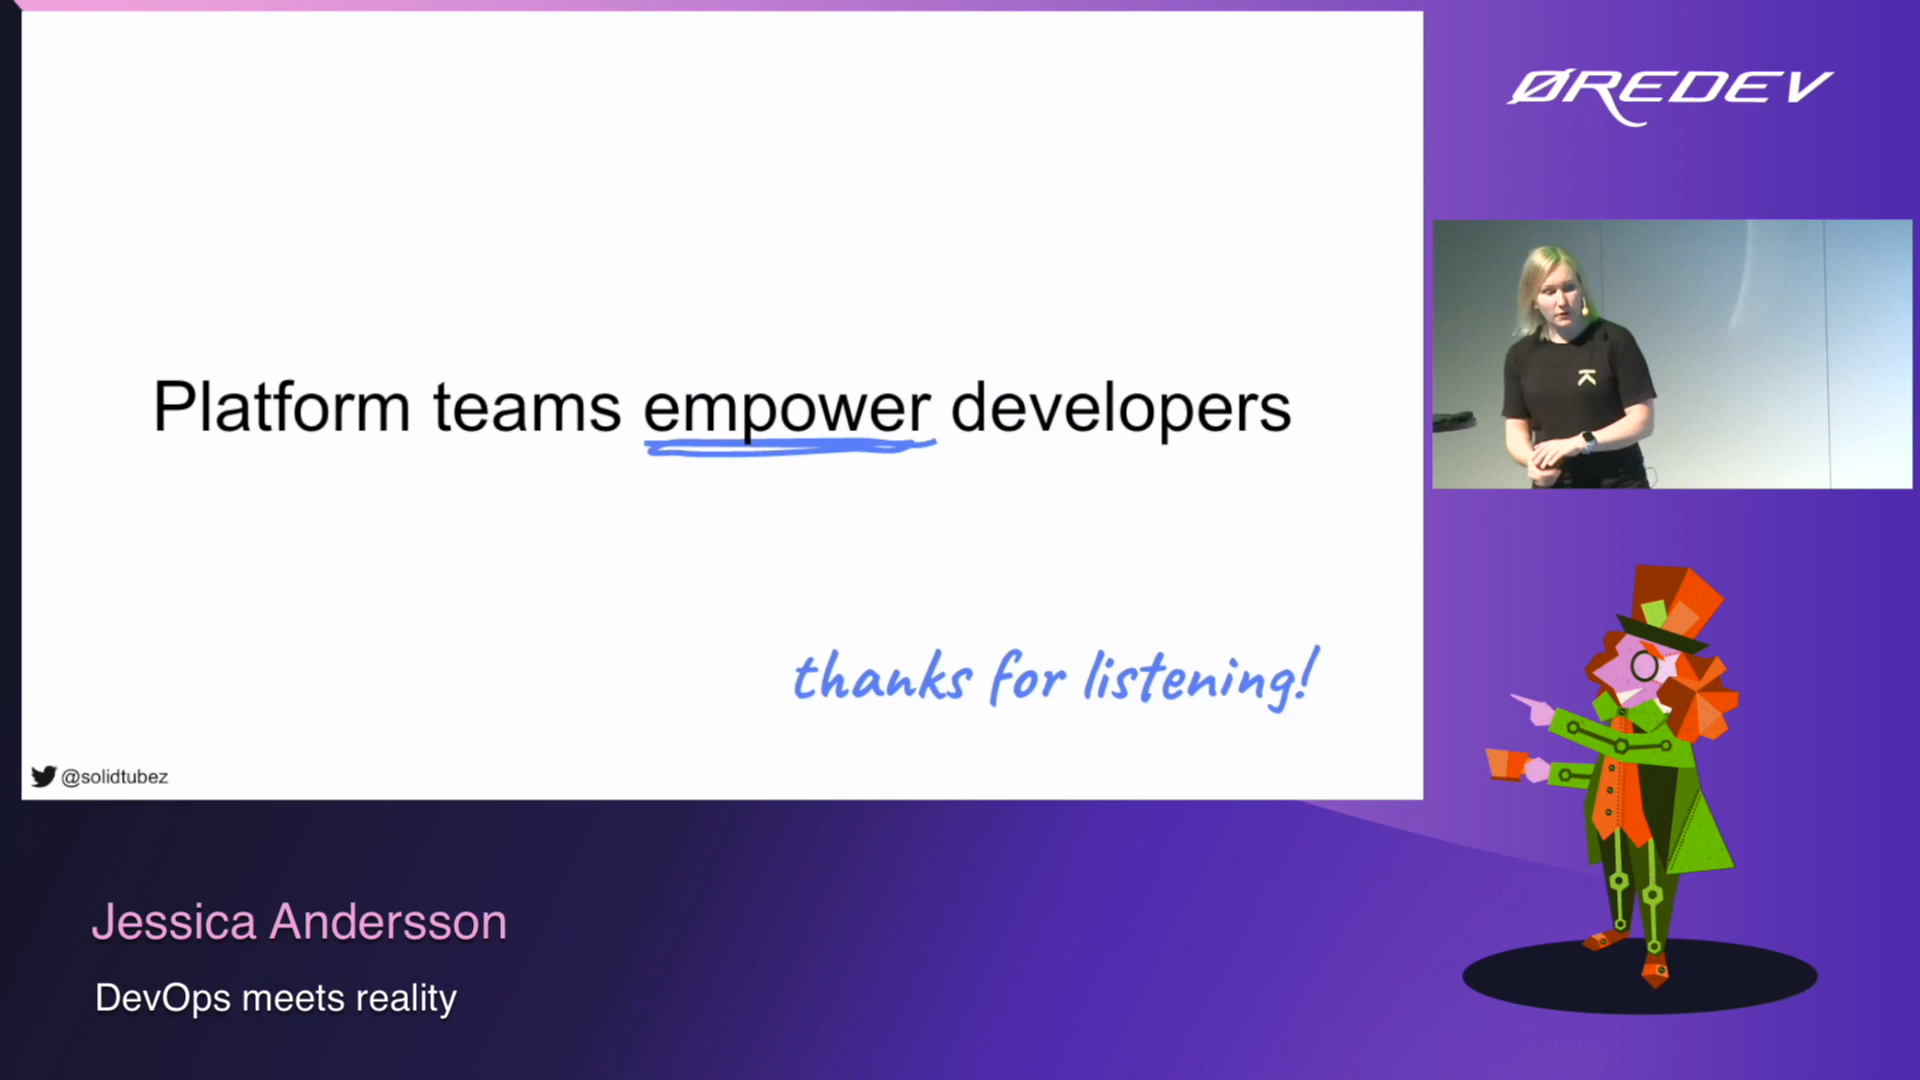 ØREDEV
Platform teams empower developers
thanks for listening!
@solidtubez
Jessica Andersson
DevOps meets reality